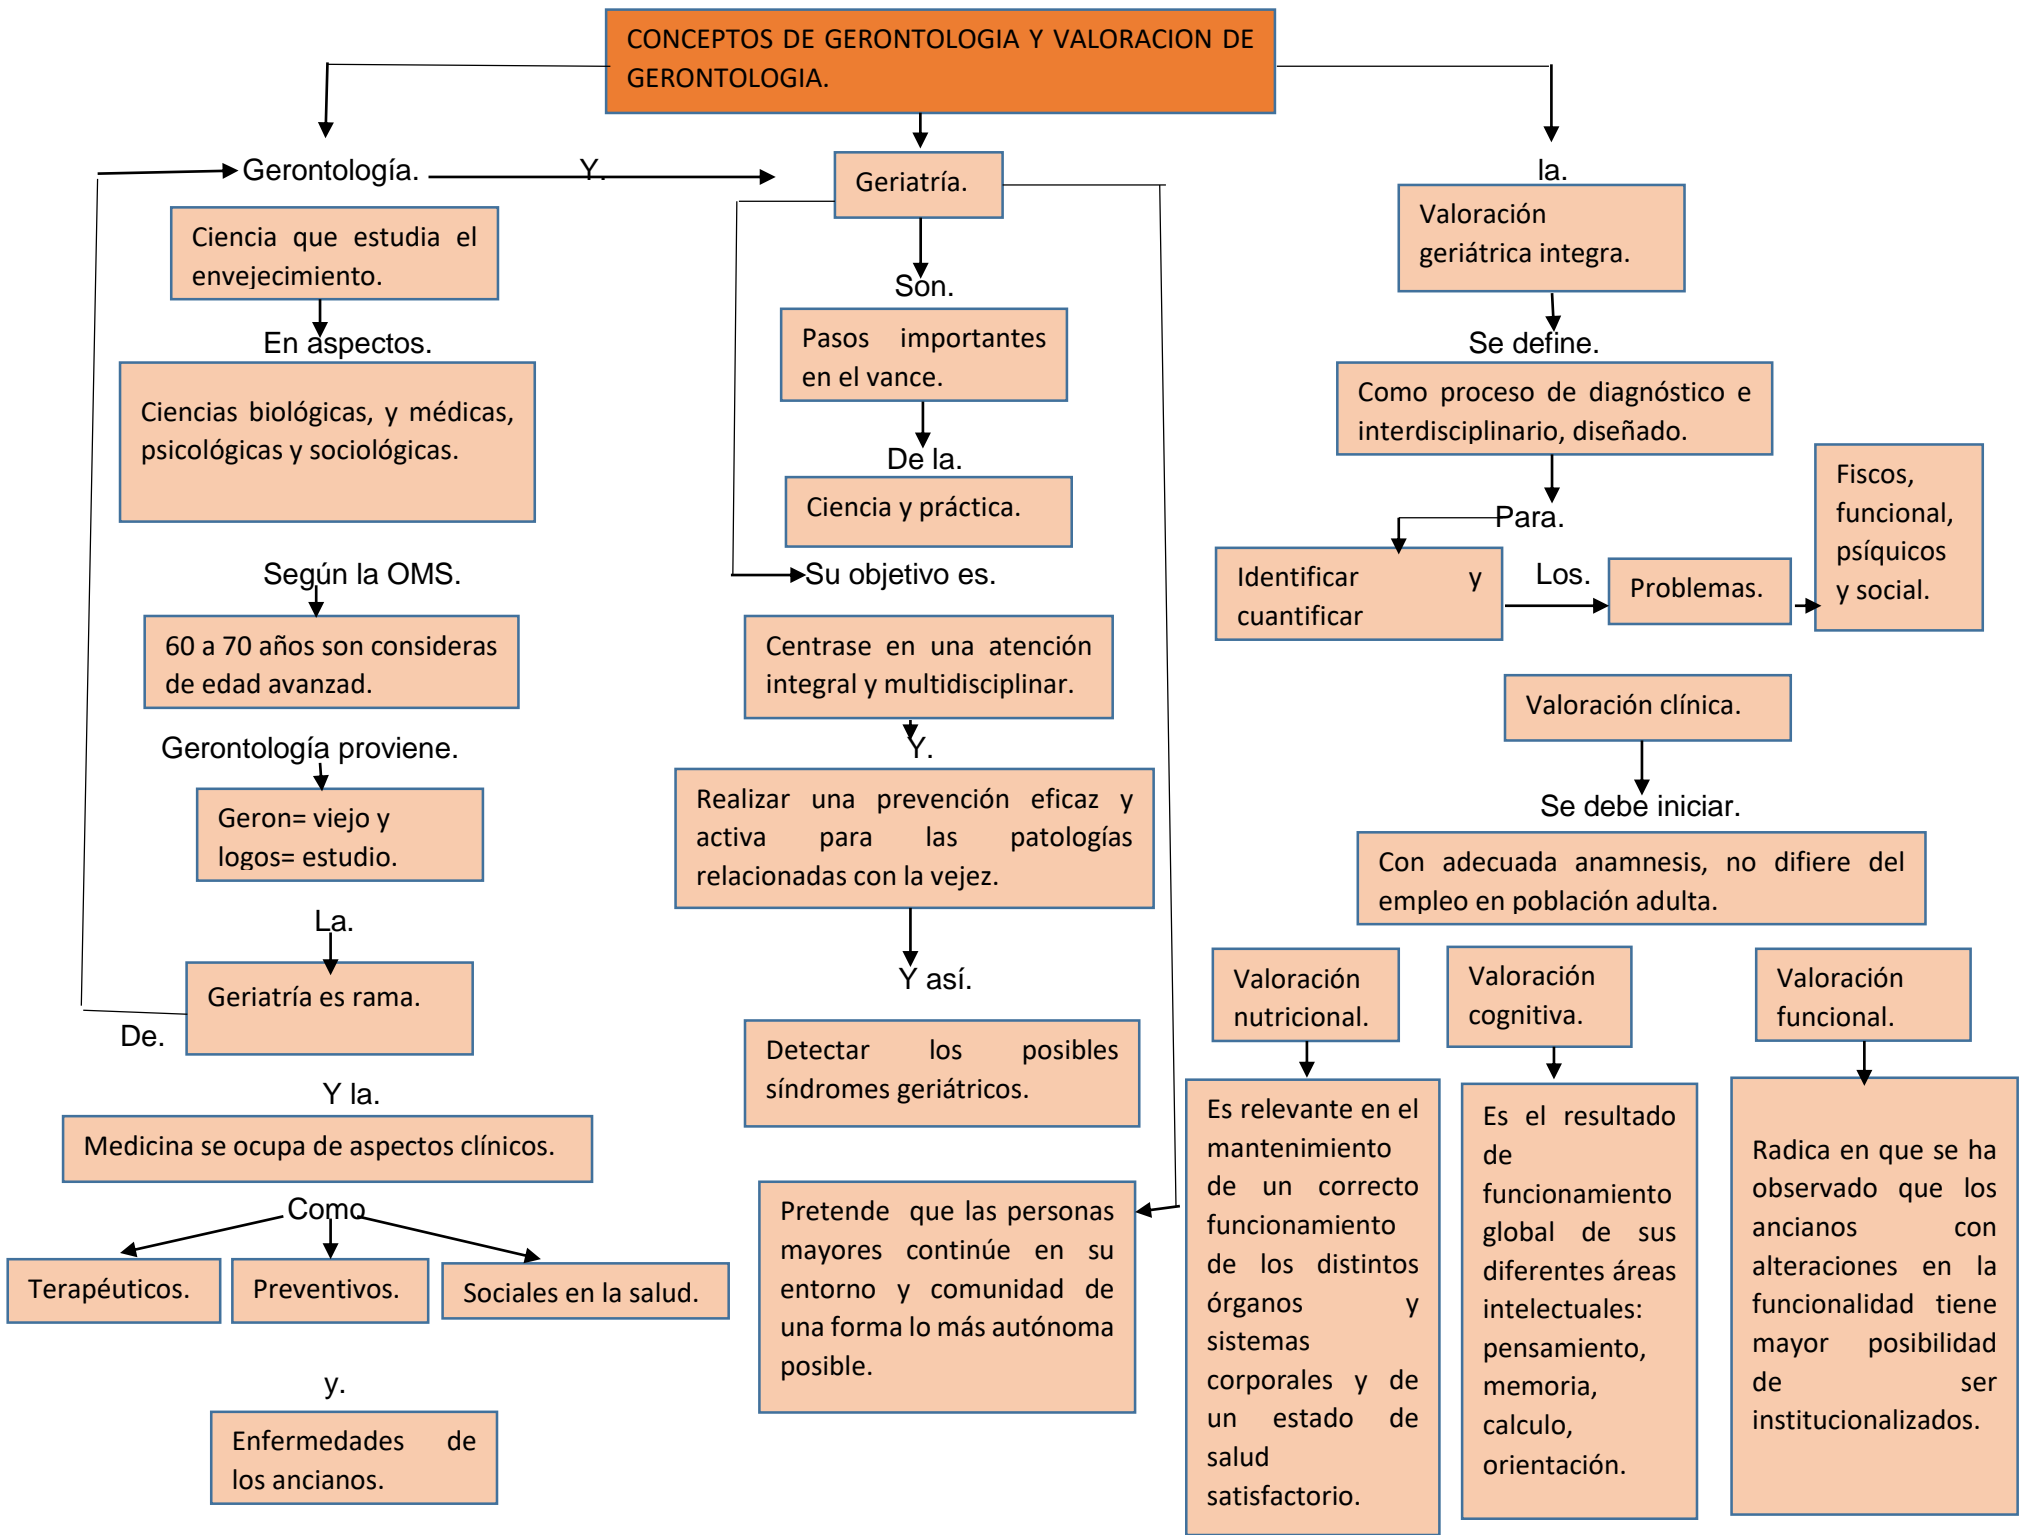 CONCEPTOS DE GERONTOLOGIA Y VALORACION DE
GERONTOLOGIA.
Gerontología.
Y.
Ciencia que estudia el
envejecimiento.
En aspectos.
Ciencias biológicas, y médicas,
psicológicas y sociológicas.
Según la OMS.
60 a 70 años son consideras
de edad avanzad.
Gerontología proviene.
Geron= viejo y
logos= estudio.
La.
Geriatría es rama.
De.
Y la.
Medicina se ocupa de aspectos clínicos.
Como
Terapéuticos.
Preventivos.
Sociales en la salud.
y.
Enfermedades de
los ancianos.
Geriatría.
Son.
Pasos importantes
en el vance.
De la.
Ciencia y práctica.
Su objetivo es.
Centrase en una atención
integral y multidisciplinar.
Y.
Realizar una prevención eficaz y
activa para las patologías
relacionadas con la vejez.
Y así.
Detectar los posibles
síndromes geriátricos.
Pretende que las personas
mayores continúe en su
entorno y comunidad de
una forma lo más autónoma
posible.
la.
Valoración
geriátrica integra.
Se define.
Como proceso de diagnóstico e
interdisciplinario, diseñado.
Para.
Identificar y
cuantificar
Los.
Problemas.
Fiscos,
funcional,
psíquicos
y social.
Valoración clínica.
Se debe iniciar.
Con adecuada anamnesis, no difiere del
empleo en población adulta.
Valoración
nutricional.
Es relevante en el
mantenimiento
de un correcto
funcionamiento
de los distintos
órganos y
sistemas
corporales y de
un estado de
salud
satisfactorio.
Valoración
cognitiva.
Es el resultado
de
funcionamiento
global de sus
diferentes áreas
intelectuales:
pensamiento,
memoria,
calculo,
orientación.
Valoración
funcional.
Radica en que se ha
observado que los
ancianos con
alteraciones en la
funcionalidad tiene
mayor posibilidad
de ser
institucionalizados.